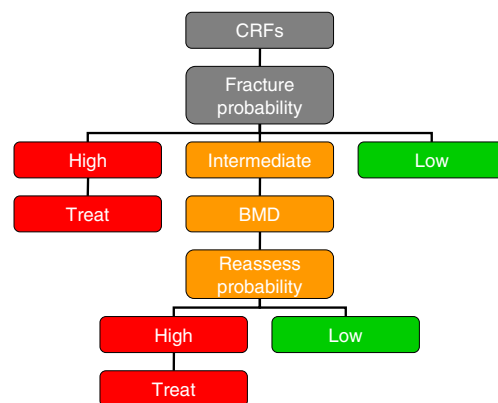 CRFs
Fracture
probability
High
Intermediate
Low
Treat
BMD
Reassess
probability
High
Low
Treat